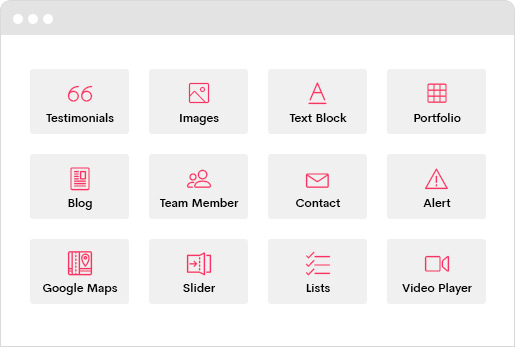 Testimonials
Images
Text Block
Portfolio
Blog
Team Member
Contact
Alert
Google Maps
Slider
Lists
Video Player